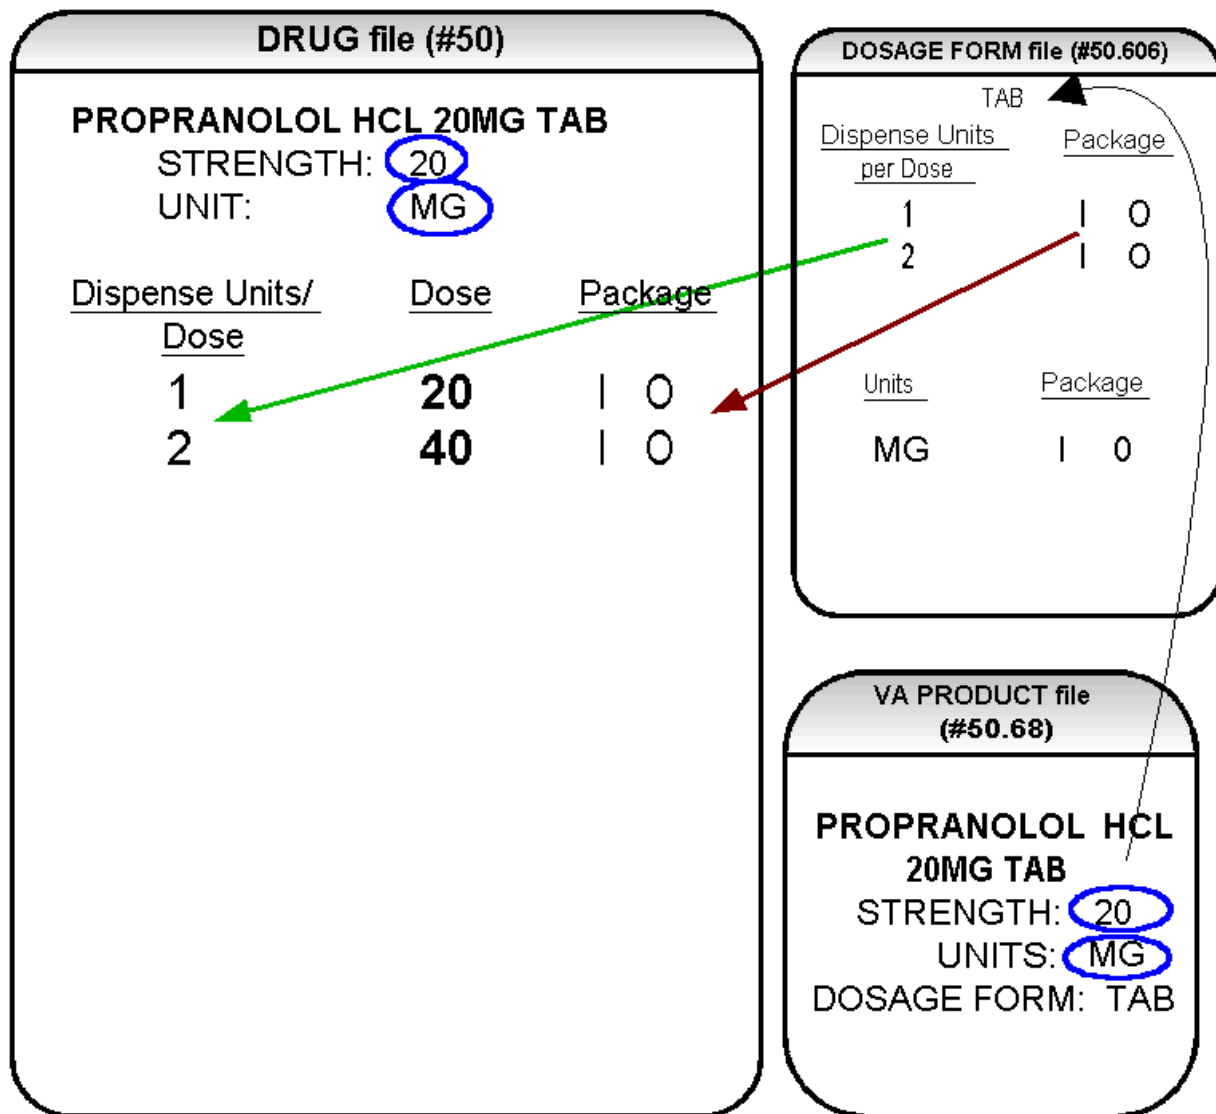 DRUG file (#50)
PROPRANOLOL HCL 20MG TAB
STRENGTH: 20
UNIT: MG
Dispense Units/ Dose Package
Dose
1 20 I O
2 40 I O
DOSAGE FORM file (#50.606)
TAB
Dispense Units Package
per Dose
1 I O
2 I O
Units Package
MG I 0
VA PRODUCT file
(#50.68)
PROPRANOLOL HCL
20MG TAB
STRENGTH: 20
UNITS: MG
DOSAGE FORM: TAB